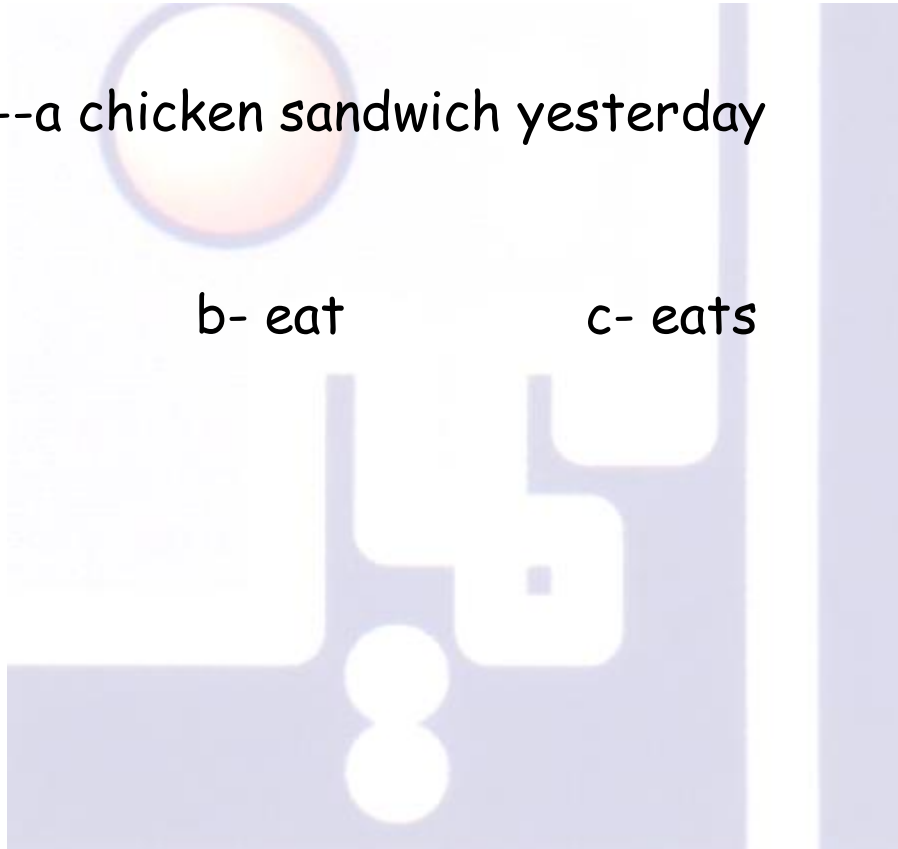 --a chicken sandwich yesterday
b- eat c- eats